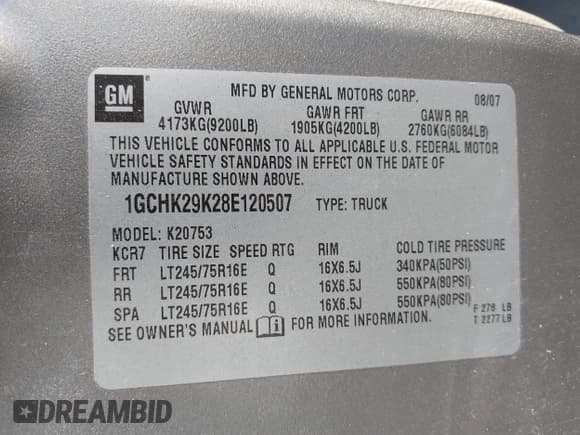 GM
MFD BY GENERAL MOTORS CORP. 08/07
GVWR GAWR FRT GAWR RR
4173KG(9200LB) 1905KG(4200LB) 2760KG(6084LB)
THIS VEHICLE CONFORMS TO ALL APPLICABLE U.S. FEDERAL MOTOR
VEHICLE SAFETY STANDARDS IN EFFECT ON THE DATE OF
MANUFACTURE SHOWN ABOVE.
1GCHK29K28E120507 TYPE: TRUCK
MODEL: K20753
KCR7 TIRE SIZE SPEED RTG RIM COLD TIRE PRESSURE
FRT LT245/75R16E Q 16X6.5J 340KPA(50PSI)
RR LT245/75R16E Q 16X6.5J 550KPA(80PSI)
SPA LT245/75R16E Q 16X6.5J 550KPA(80PSI)
F 278 LB
T 2277 LB
SEE OWNER'S MANUAL FOR MORE INFORMATION.
DREAMBID